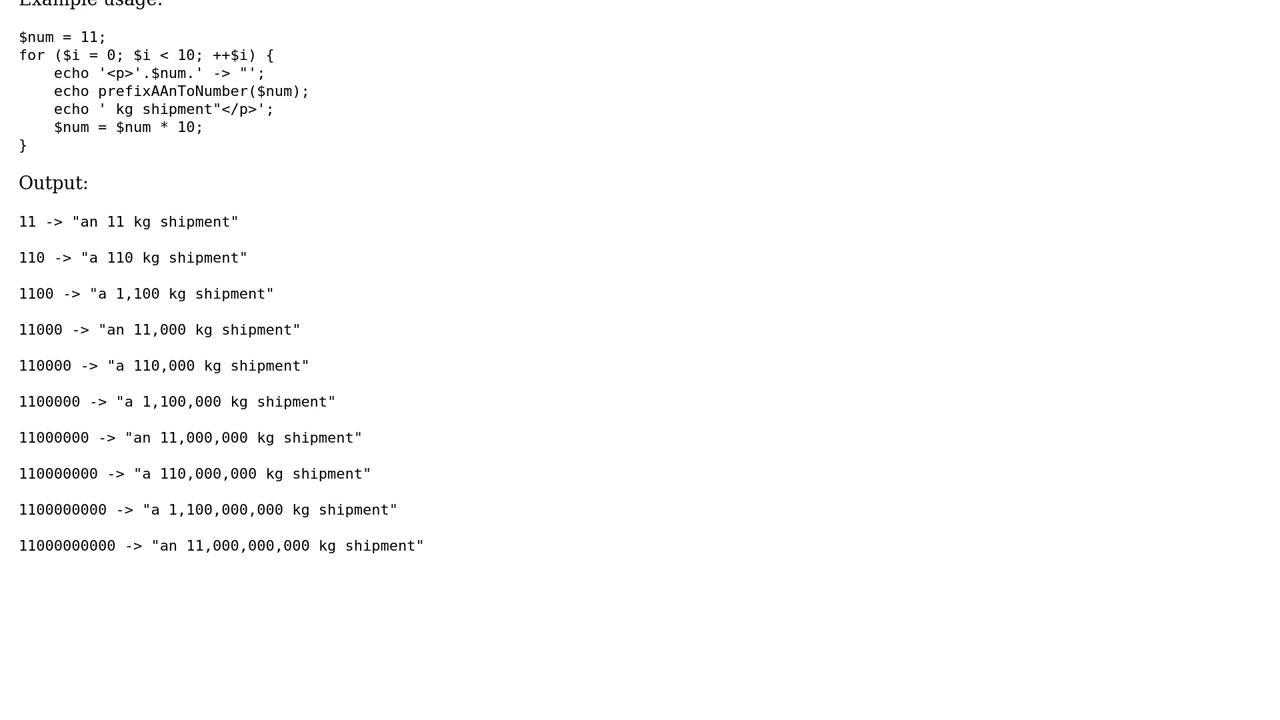 Example usage:
$num = 11;
for ($i = 0; $i < 10; ++$i) {
    echo '<p>'.$num.' -> "';
    echo prefixAAnToNumber($num);
    echo ' kg shipment"</p>';
    $num = $num * 10;
}
Output:
11 -> "an 11 kg shipment"
110 -> "a 110 kg shipment"
1100 -> "a 1,100 kg shipment"
11000 -> "an 11,000 kg shipment"
110000 -> "a 110,000 kg shipment"
1100000 -> "a 1,100,000 kg shipment"
11000000 -> "an 11,000,000 kg shipment"
110000000 -> "a 110,000,000 kg shipment"
1100000000 -> "a 1,100,000,000 kg shipment"
11000000000 -> "an 11,000,000,000 kg shipment"